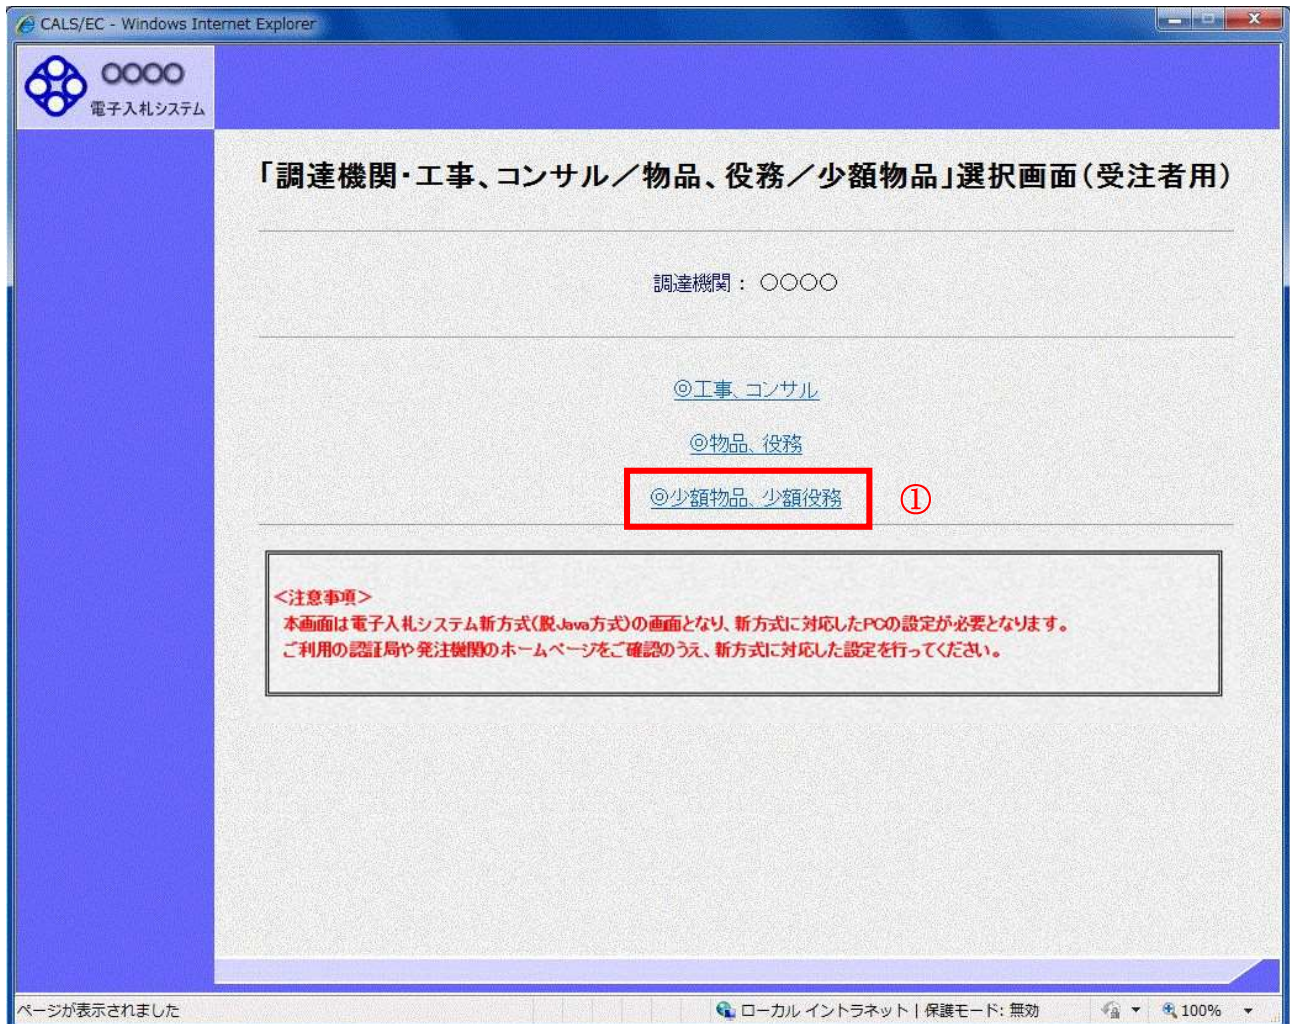 CALS/EC - Windows Internet Explorer
○○○○
電子入札システム
「調達機関・工事、コンサル／物品、役務／少額物品」選択画面(受注者用)
調達機関： ○○○○
◎工事、コンサル
◎物品、役務
◎少額物品、少額役務
①
＜注意事項＞
本画面は電子入札システム新方式(脱Java方式)の画面となり、新方式に対応したPCの設定が必要となります。
ご利用の認証局や発注機関のホームページをご確認のうえ、新方式に対応した設定を行ってください。
ページが表示されました
ローカル イントラネット | 保護モード: 無効
100%